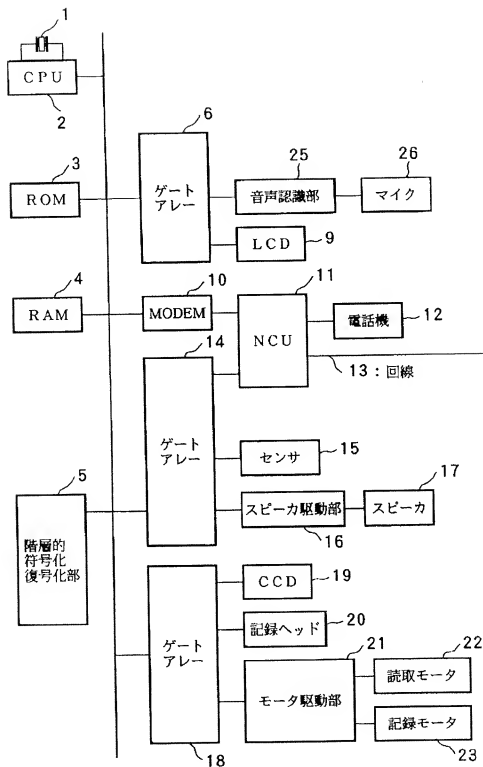 1
CPU
2
6
3
ROM
ゲート
アレー
25
音声認識部
26
マイク
LCD
9
4
RAM
10
MODEM
11
NCU
電話機
12
13:回線
14
ゲート
アレー
センサ
15
スピーカ駆動部
16
17
スピーカ
5
階層的
符号化
復号化部
CCD
19
記録ヘッド
20
ゲート
アレー
18
21
モータ駆動部
22
読取モータ
記録モータ
23